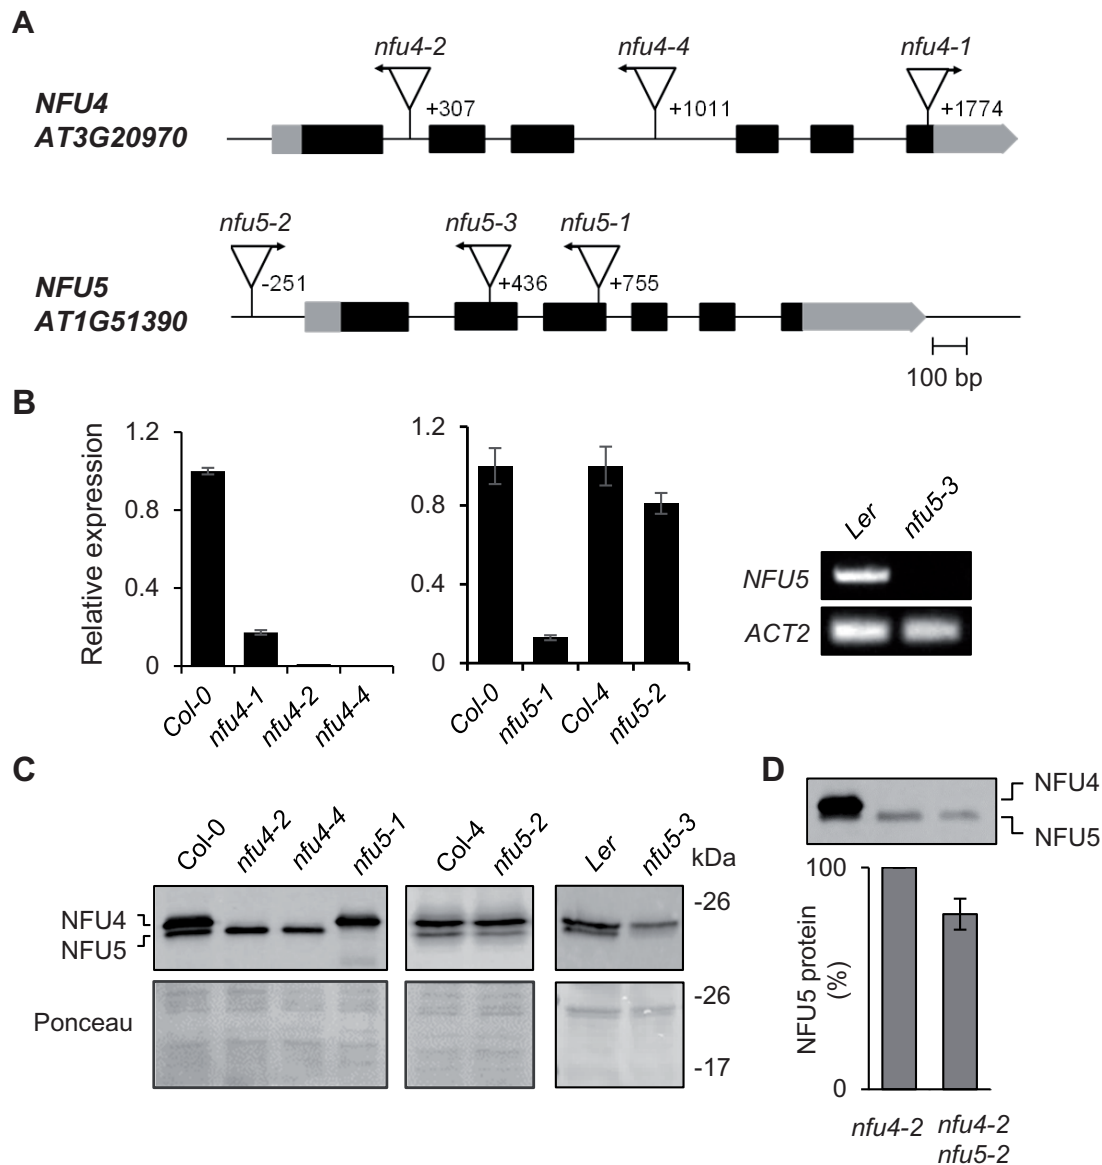 A
nfu4-2
nfu4-4
nfu4-1
NFU4
AT3G20970
+307
+1011
+1774
nfu5-2
nfu5-3
nfu5-1
NFU5
AT1G51390
-251
+436
+755
100 bp
B
Relative expression
1.2
0.8
0.4
0
Col-0
nfu4-1
nfu4-2
nfu4-4
1.2
0.8
0.4
0
Col-0
nfu5-1
Col-4
nfu5-2
Ler
nfu5-3
NFU5
ACT2
C
Col-0
nfu4-2
nfu4-4
nfu5-1
Col-4
nfu5-2
Ler
nfu5-3
kDa
NFU4
NFU5
-26
Ponceau
-26
-17
D
NFU4
NFU5
NFU5 protein
(%)
100
0
nfu4-2
nfu4-2
nfu5-2